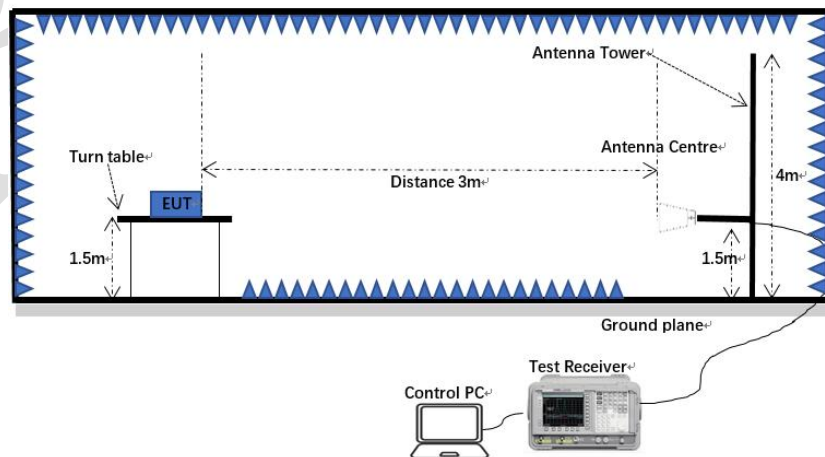 Antenna Tower↵
Turn table↵
Antenna Centre↵
Distance 3m↵
4m↵
EUT↵
1.5m↵
1.5m↵
Ground plane↵
Test Receiver↵
Control PC↵